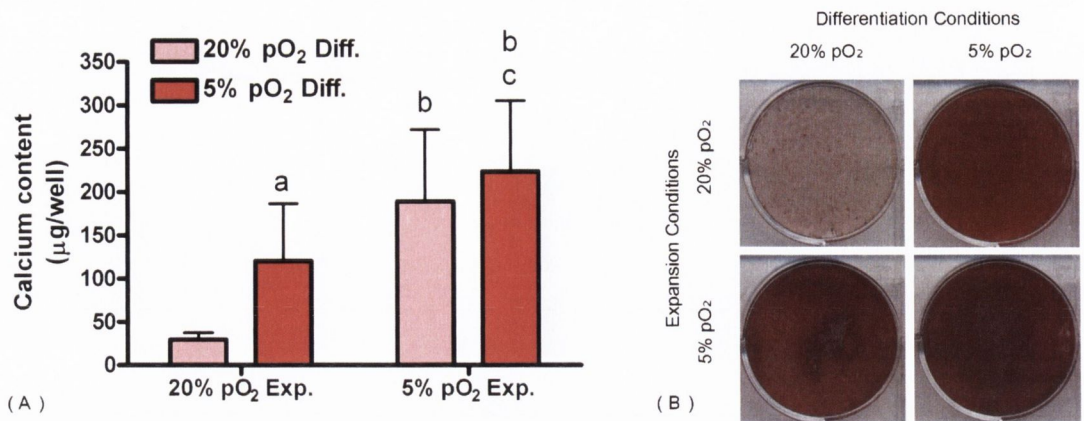 20% pO₂ Diff.
5% pO₂ Diff.
350
300
250
200
150
100
50
0
Calcium content
(µg/well)
a
b
b
c
20% pO₂ Exp.
5% pO₂ Exp.
(A)
Differentiation Conditions
20% pO₂
5% pO₂
Expansion Conditions
20% pO₂
5% pO₂
(B)